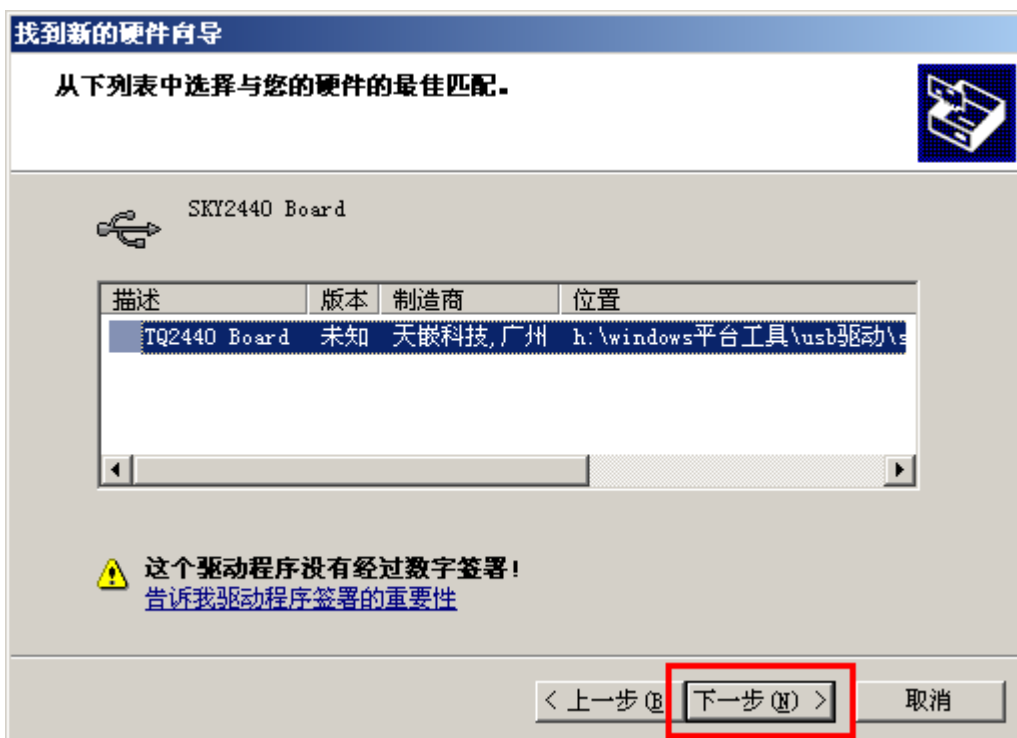 找到新的硬件向导
从下列表中选择与您的硬件的最佳匹配。
SKY2440 Board
描述 版本 制造商 位置
TQ2440 Board 未知 天嵌科技,广州 h:\windows平台工具\usb驱动\s
这个驱动程序没有经过数字签署!
告诉我驱动程序签署的重要性
< 上一步(B 下一步(N) > 取消